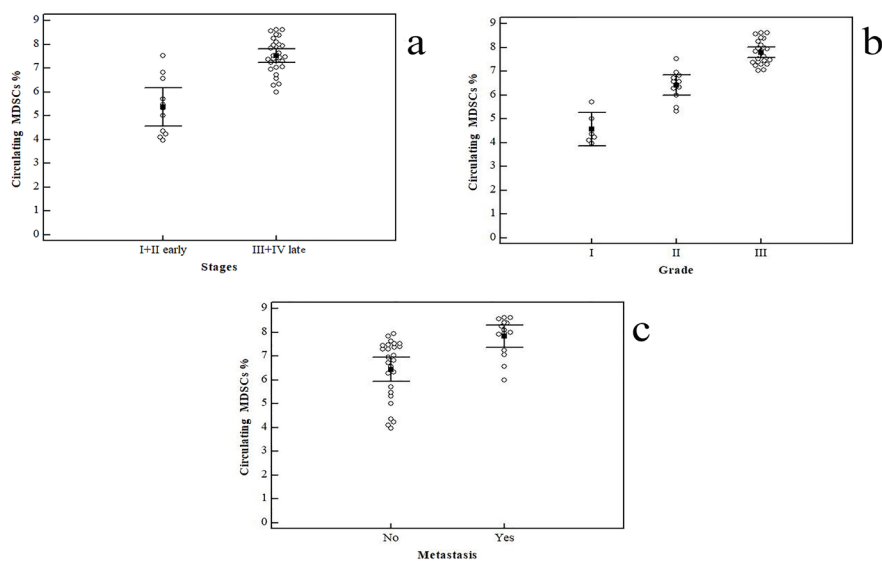 a
Circulating MDSCs %
9
8
7
6
5
4
3
2
1
0
I+II early III+IV late
Stages
b
Circulating MDSCs %
9
8
7
6
5
4
3
2
1
0
I II III
Grade
c
Circulating MDSCs %
9
8
7
6
5
4
3
2
1
0
No Yes
Metastasis